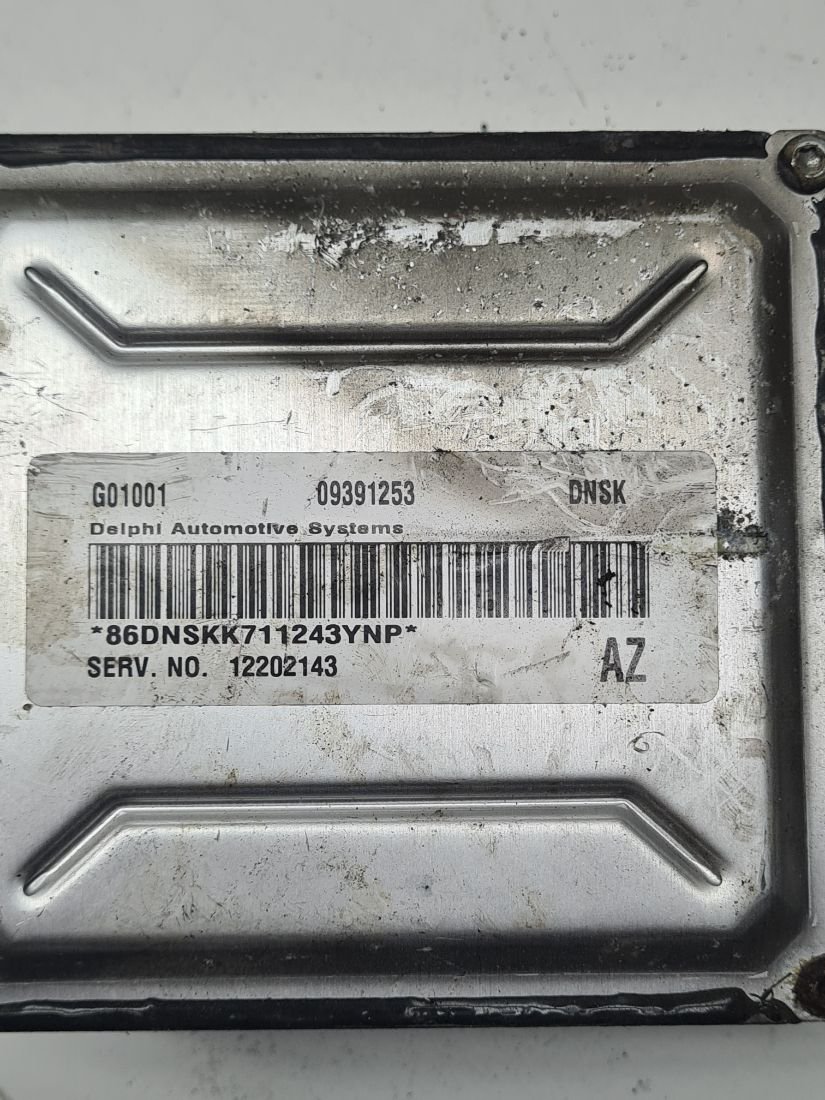 G01001 09391253 DNSK
Delphi Automotive Systems
*86DNSKK711243YNP*
SERV. NO. 12202143 AZ